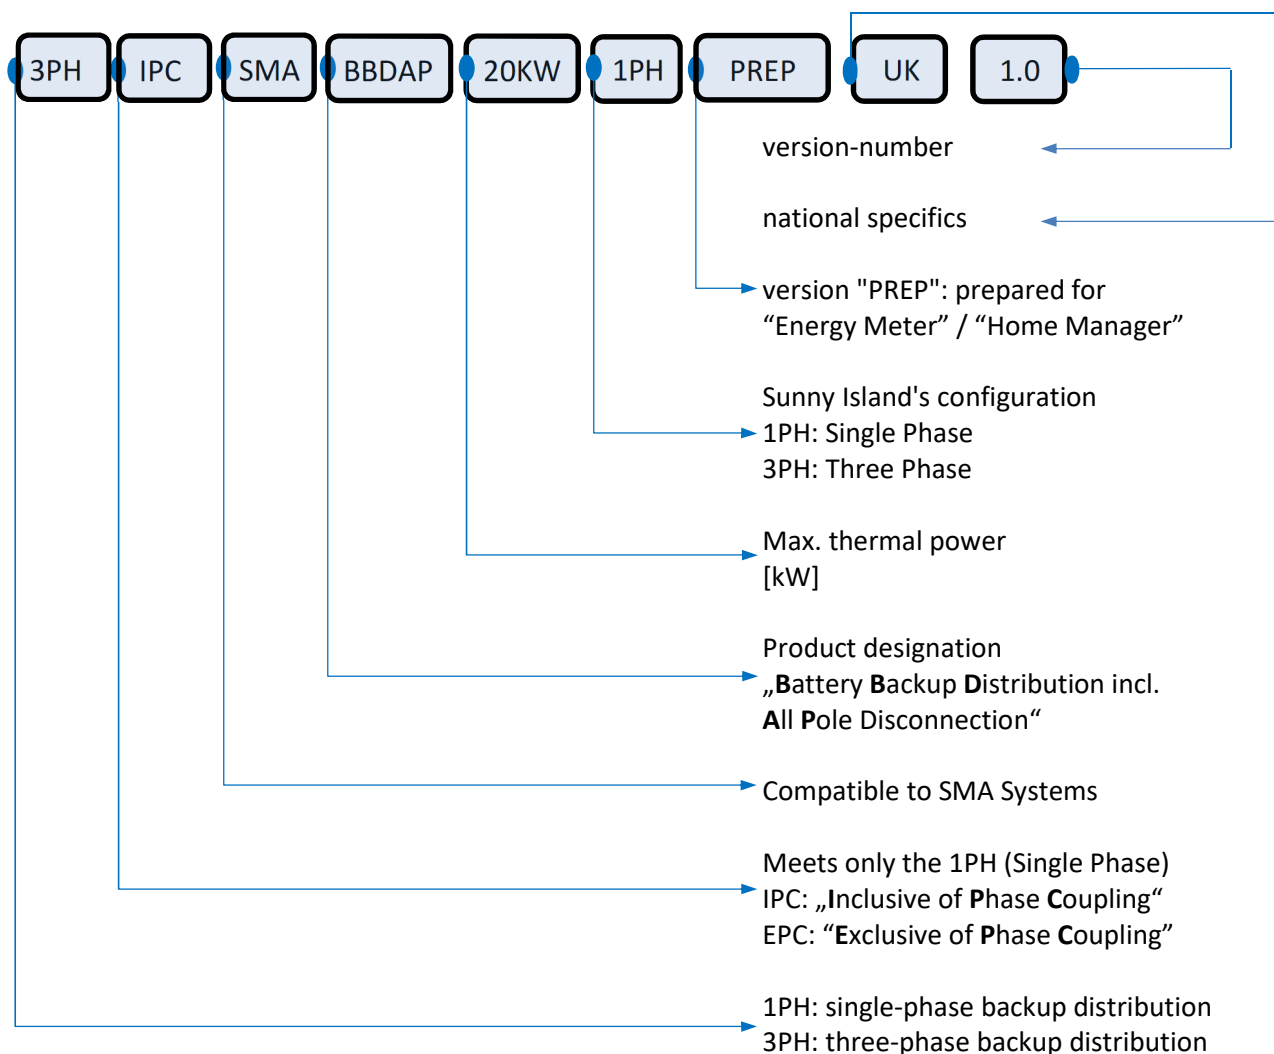 3PH IPC SMA BBDAP 20KW 1PH PREP UK 1.0
version-number
national specifics
version "PREP": prepared for
“Energy Meter” / “Home Manager”
Sunny Island's configuration
1PH: Single Phase
3PH: Three Phase
Max. thermal power
[kW]
Product designation
„Battery Backup Distribution incl.
All Pole Disconnection“
Compatible to SMA Systems
Meets only the 1PH (Single Phase)
IPC: „Inclusive of Phase Coupling“
EPC: “Exclusive of Phase Coupling”
1PH: single-phase backup distribution
3PH: three-phase backup distribution